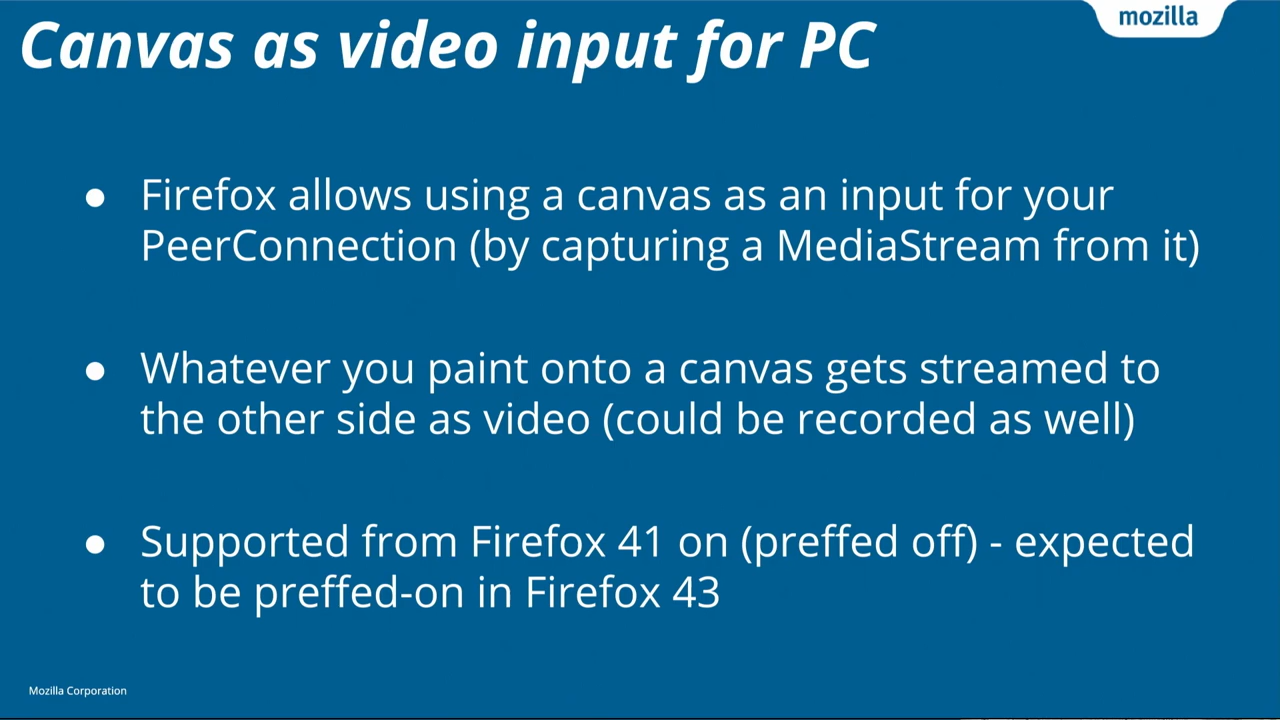 mozilla
Canvas as video input for PC
● Firefox allows using a canvas as an input for your
PeerConnection (by capturing a MediaStream from it)
● Whatever you paint onto a canvas gets streamed to
the other side as video (could be recorded as well)
● Supported from Firefox 41 on (preffed off) - expected
to be preffed-on in Firefox 43
Mozilla Corporation